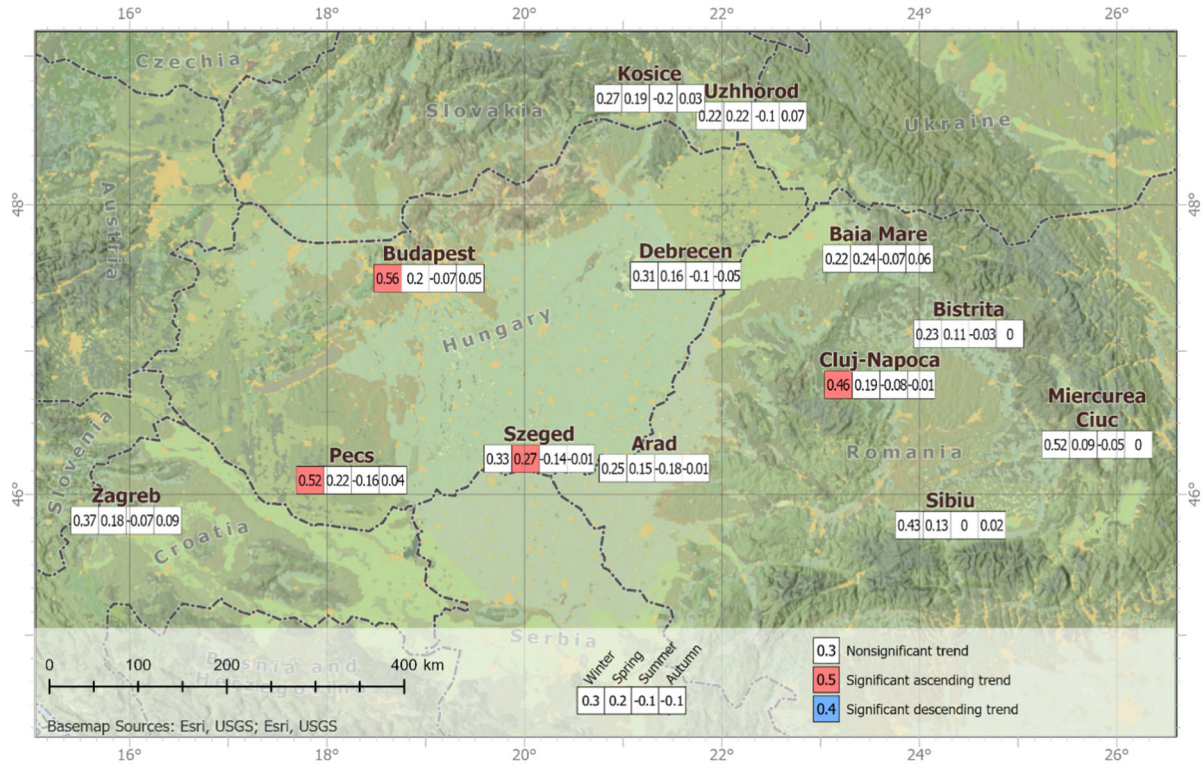 16° 18° 20° 22° 24° 26°
Czechia
Kosice
0.27 0.19 -0.2 0.03
Uzhhorod
0.22 0.22 -0.1 0.07
Slovakia
Ukraine
Austria
48° 48°
Baia Mare
0.22 0.24 -0.07 0.06
Budapest
0.56 0.2 -0.07 0.05
Debrecen
0.31 0.16 -0.1 -0.05
Hungary
Bistrita
0.23 0.11 -0.03 0
Cluj-Napoca
0.46 0.19 -0.08 -0.01
Miercurea
Ciuc
0.52 0.09 -0.05 0
Slovenia
Szeged
0.33 0.27 -0.14 -0.01
Arad
0.25 0.15 -0.18 -0.01
Romania
Pecs
0.52 0.22 -0.16 0.04
46° 46°
Zagreb
0.37 0.18 -0.07 0.09
Sibiu
0.43 0.13 0 0.02
Croatia
Serbia
Bosnia and
Herzegovina
0 100 200 400 km
Winter Spring Summer Autumn
0.3 0.2 -0.1 -0.1
0.3 Nonsignificant trend
0.5 Significant ascending trend
0.4 Significant descending trend
Basemap Sources: Esri, USGS; Esri, USGS
16° 18° 20° 22° 24° 26°